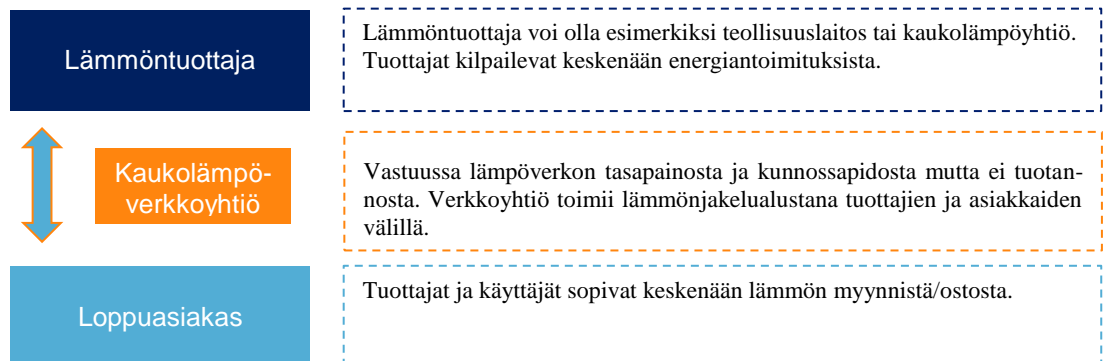 Lämmöntuottaja
Lämmöntuottaja voi olla esimerkiksi teollisuuslaitos tai kaukolämpöyhtiö.
Tuottajat kilpailevat keskenään energiantoimituksista.
Kaukolämpö-
verkkoyhtiö
Vastuussa lämpöverkon tasapainosta ja kunnossapidosta mutta ei tuotan-
nosta. Verkkoyhtiö toimii lämmönjakelualustana tuottajien ja asiakkaiden
välillä.
Loppuasiakas
Tuottajat ja käyttäjät sopivat keskenään lämmön myynnistä/ostosta.